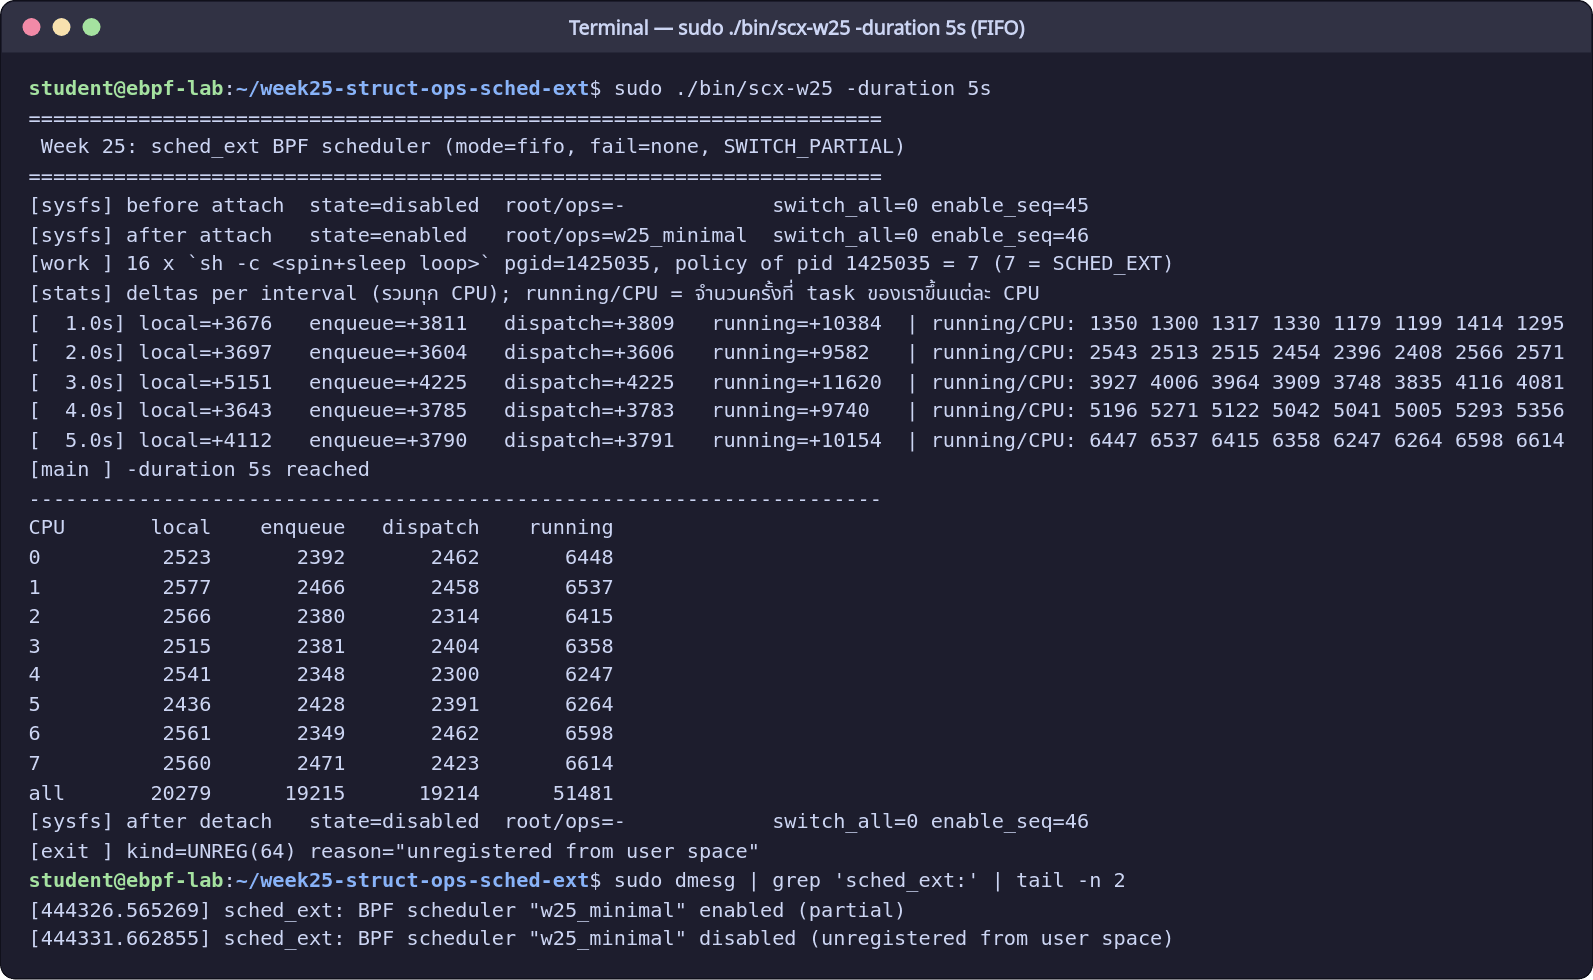 Terminal — sudo ./bin/scx-w25 -duration 5s (FIFO)
student@ebpf-lab:~/week25-struct-ops-sched-ext$ sudo ./bin/scx-w25 -duration 5s
======================================================================
 Week 25: sched_ext BPF scheduler (mode=fifo, fail=none, SWITCH_PARTIAL)
======================================================================
[sysfs] before attach  state=disabled  root/ops=-            switch_all=0 enable_seq=45
[sysfs] after attach   state=enabled   root/ops=w25_minimal  switch_all=0 enable_seq=46
[work ] 16 x `sh -c <spin+sleep loop>` pgid=1425035, policy of pid 1425035 = 7 (7 = SCHED_EXT)
[stats] deltas per interval (รวมทุก CPU); running/CPU = จำนวนครั้งที่ task ของเราขึ้นแต่ละ CPU
[  1.0s] local=+3676   enqueue=+3811   dispatch=+3809   running=+10384  | running/CPU: 1350 1300 1317 1330 1179 1199 1414 1295
[  2.0s] local=+3697   enqueue=+3604   dispatch=+3606   running=+9582   | running/CPU: 2543 2513 2515 2454 2396 2408 2566 2571
[  3.0s] local=+5151   enqueue=+4225   dispatch=+4225   running=+11620  | running/CPU: 3927 4006 3964 3909 3748 3835 4116 4081
[  4.0s] local=+3643   enqueue=+3785   dispatch=+3783   running=+9740   | running/CPU: 5196 5271 5122 5042 5041 5005 5293 5356
[  5.0s] local=+4112   enqueue=+3790   dispatch=+3791   running=+10154  | running/CPU: 6447 6537 6415 6358 6247 6264 6598 6614
[main ] -duration 5s reached
----------------------------------------------------------------------
CPU       local    enqueue   dispatch    running
0          2523       2392       2462       6448
1          2577       2466       2458       6537
2          2566       2380       2314       6415
3          2515       2381       2404       6358
4          2541       2348       2300       6247
5          2436       2428       2391       6264
6          2561       2349       2462       6598
7          2560       2471       2423       6614
all       20279      19215      19214      51481
[sysfs] after detach   state=disabled  root/ops=-            switch_all=0 enable_seq=46
[exit ] kind=UNREG(64) reason="unregistered from user space"
student@ebpf-lab:~/week25-struct-ops-sched-ext$ sudo dmesg | grep 'sched_ext:' | tail -n 2
[444326.565269] sched_ext: BPF scheduler "w25_minimal" enabled (partial)
[444331.662855] sched_ext: BPF scheduler "w25_minimal" disabled (unregistered from user space)